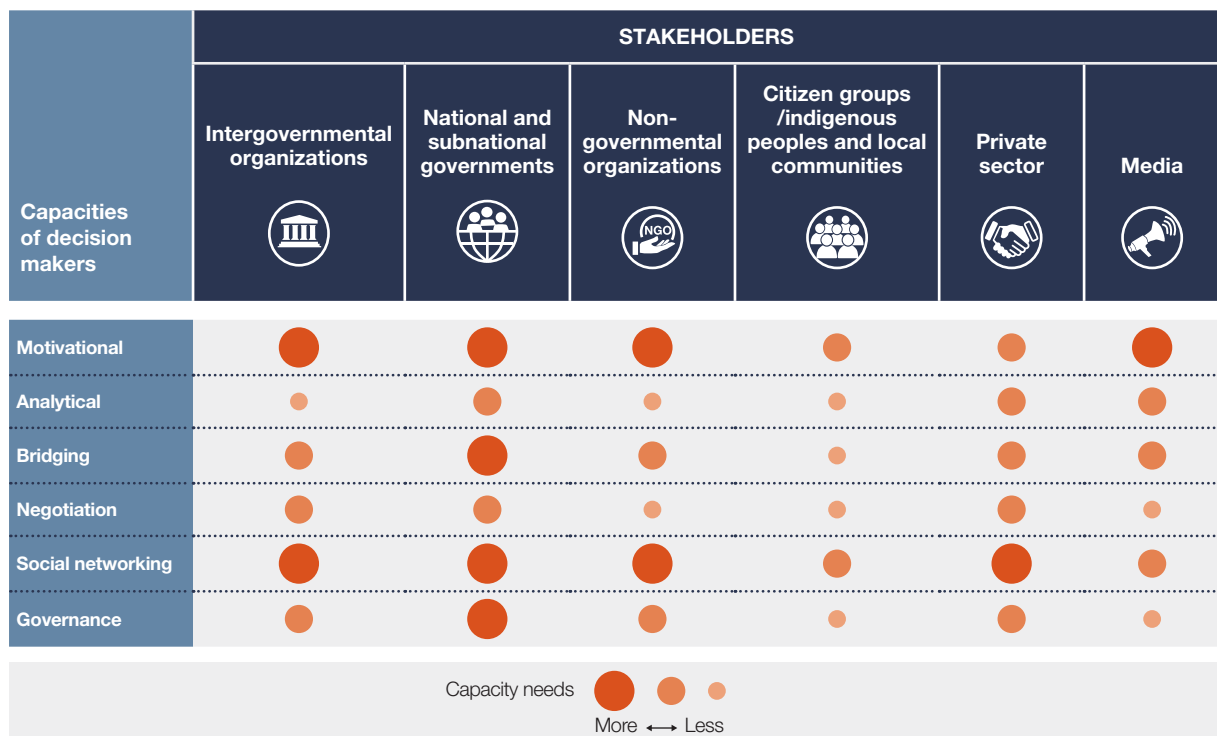 STAKEHOLDERS
Capacities
of decision
makers
Intergovernmental
organizations
National and
subnational
governments
Non-
governmental
organizations
NGO
Citizen groups
/indigenous
peoples and local
communities
Private
sector
Media
Motivational
Analytical
Bridging
Negotiation
Social networking
Governance
Capacity needs
More ⟷ Less